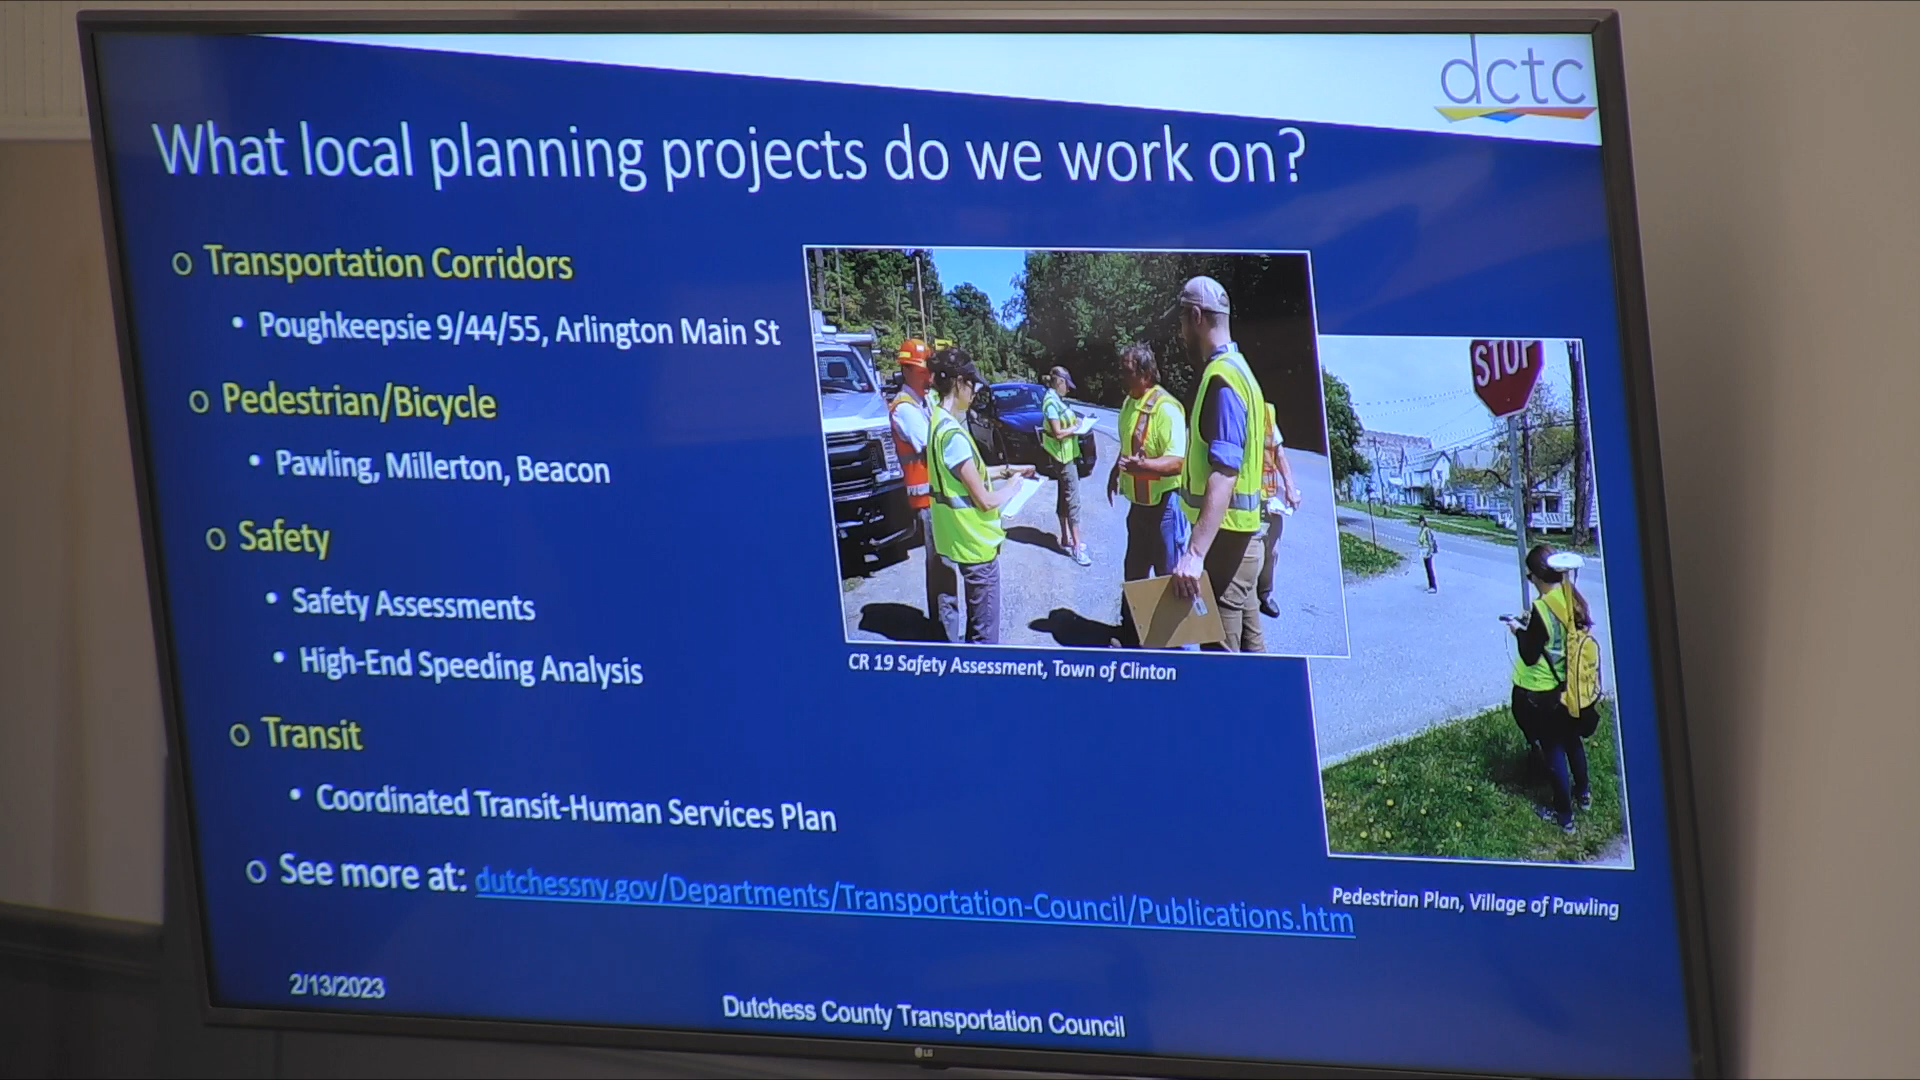 dctc
What local planning projects do we work on?
o Transportation Corridors
• Poughkeepsie 9/44/55, Arlington Main St
o Pedestrian/Bicycle
• Pawling, Millerton, Beacon
o Safety
• Safety Assessments
• High-End Speeding Analysis
o Transit
• Coordinated Transit-Human Services Plan
o See more at: dutchessny.gov/Departments/Transportation-Council/Publications.htm
STOP
CR 19 Safety Assessment, Town of Clinton
Pedestrian Plan, Village of Pawling
2/13/2023
Dutchess County Transportation Council
LG